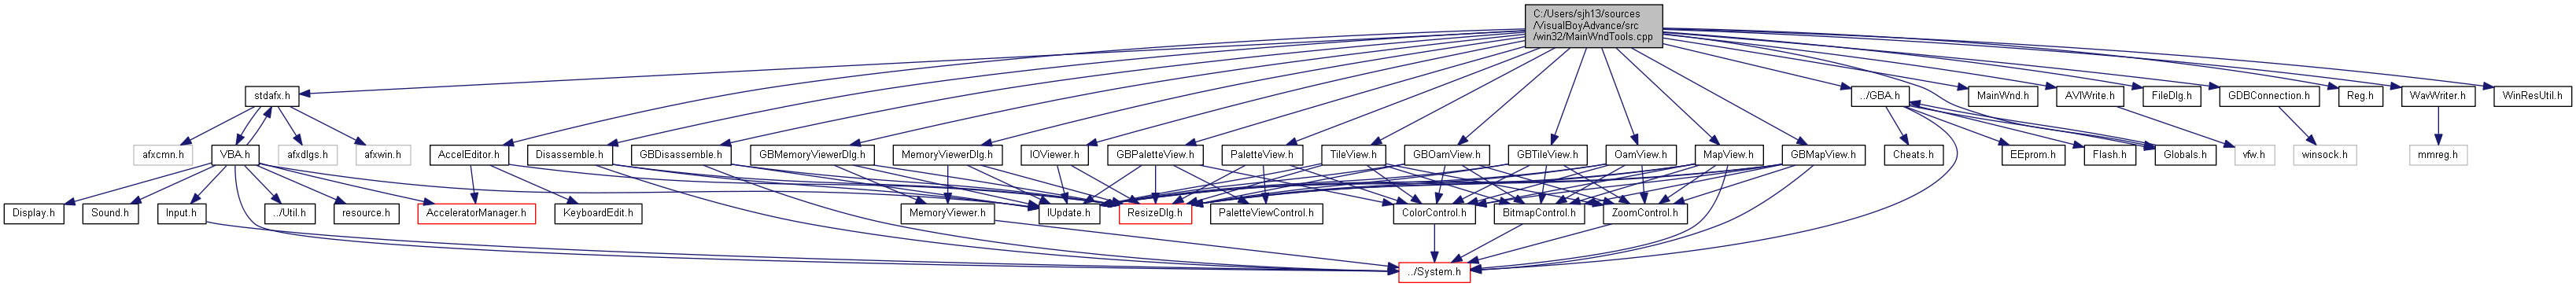 C:/Users/sjh13/sources
/VisualBoyAdvance/src
/win32/MainWndTools.cpp
stdafx.h
../GBA.h
MainWnd.h
AVIWrite.h
FileDlg.h
GDBConnection.h
Reg.h
WavWriter.h
WinResUtil.h
afxcmn.h
VBA.h
afxdlgs.h
afxwin.h
AccelEditor.h
Disassemble.h
GBDisassemble.h
GBMemoryViewerDlg.h
MemoryViewerDlg.h
IOViewer.h
GBPaletteView.h
PaletteView.h
TileView.h
GBOamView.h
GBTileView.h
OamView.h
MapView.h
GBMapView.h
Cheats.h
EEprom.h
Flash.h
Globals.h
vfw.h
winsock.h
mmreg.h
Display.h
Sound.h
Input.h
../Util.h
resource.h
AcceleratorManager.h
KeyboardEdit.h
MemoryViewer.h
IUpdate.h
ResizeDlg.h
PaletteViewControl.h
ColorControl.h
BitmapControl.h
ZoomControl.h
../System.h